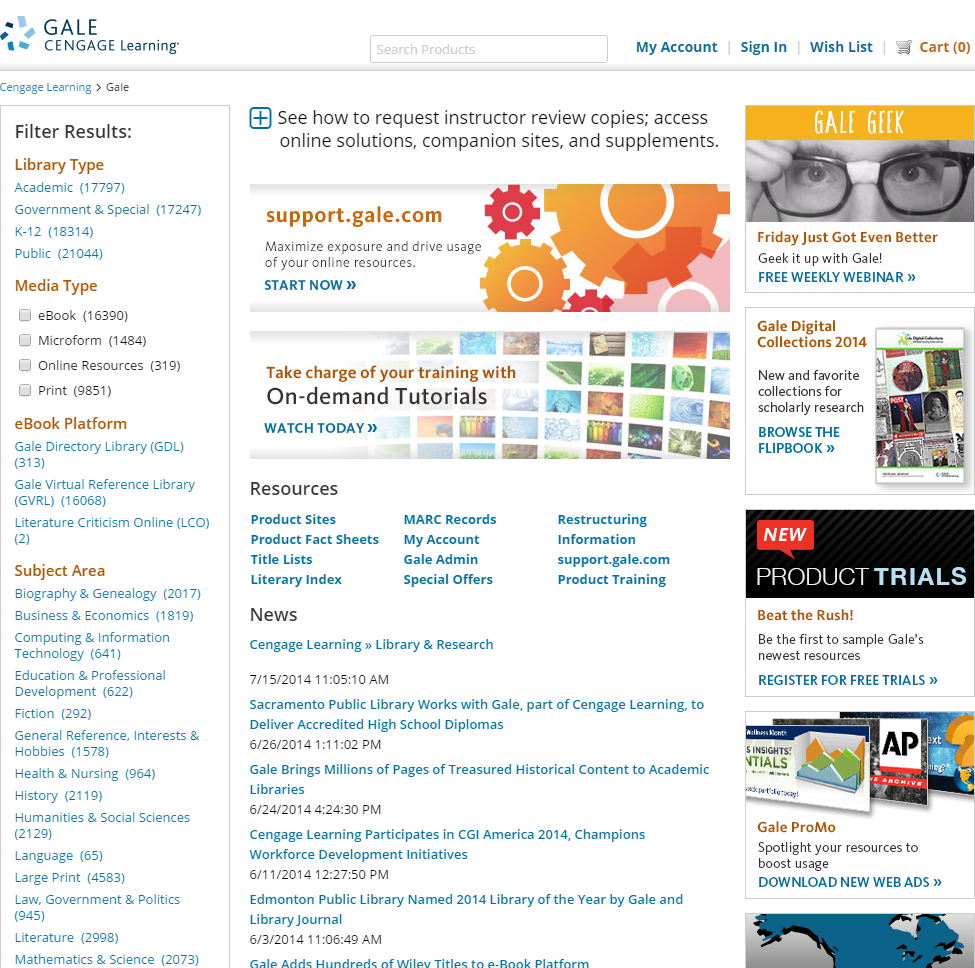 GALE
CENGAGE Learning
Search Products
My Account | Sign In | Wish List | Cart (0)
Cengage Learning > Gale
Filter Results:
Library Type
Academic (17797)
Government & Special (17247)
K-12 (18314)
Public (21044)
Media Type
eBook (16390)
Microform (1484)
Online Resources (319)
Print (9851)
eBook Platform
Gale Directory Library (GDL)
(313)
Gale Virtual Reference Library
(GVRL) (16068)
Literature Criticism Online (LCO)
(2)
Subject Area
Biography & Genealogy (2017)
Business & Economics (1819)
Computing & Information
Technology (641)
Education & Professional
Development (622)
Fiction (292)
General Reference, Interests &
Hobbies (1578)
Health & Nursing (964)
History (2119)
Humanities & Social Sciences
(2129)
Language (65)
Large Print (4583)
Law, Government & Politics
(945)
Literature (2998)
Mathematics & Science (2073)
See how to request instructor review copies; access
online solutions, companion sites, and supplements.
support.gale.com
Maximize exposure and drive usage
of your online resources.
START NOW »
Take charge of your training with
On-demand Tutorials
WATCH TODAY »
Resources
Product Sites
Product Fact Sheets
Title Lists
Literary Index
MARC Records
My Account
Gale Admin
Special Offers
Restructuring
Information
support.gale.com
Product Training
News
Cengage Learning » Library & Research
7/15/2014 11:05:10 AM
Sacramento Public Library Works with Gale, part of Cengage Learning, to
Deliver Accredited High School Diplomas
6/26/2014 1:11:02 PM
Gale Brings Millions of Pages of Treasured Historical Content to Academic
Libraries
6/24/2014 4:24:30 PM
Cengage Learning Participates in CGI America 2014, Champions
Workforce Development Initiatives
6/11/2014 12:27:50 PM
Edmonton Public Library Named 2014 Library of the Year by Gale and
Library Journal
6/3/2014 11:06:49 AM
Gale Adds Hundreds of Wiley Titles to e-Book Platform
GALE GEEK
Friday Just Got Even Better
Geek it up with Gale!
FREE WEEKLY WEBINAR »
Gale Digital
Collections 2014
New and favorite
collections for
scholarly research
BROWSE THE
FLIPBOOK »
Gale Digital Collections
POST
NEW
PRODUCT TRIALS
Beat the Rush!
Be the first to sample Gale's
newest resources
REGISTER FOR FREE TRIALS »
Wellness Month
INSIGHTS:
NTIALS
AP
ARCHIVE
ext
Gale ProMo
Spotlight your resources to
boost usage
DOWNLOAD NEW WEB ADS »